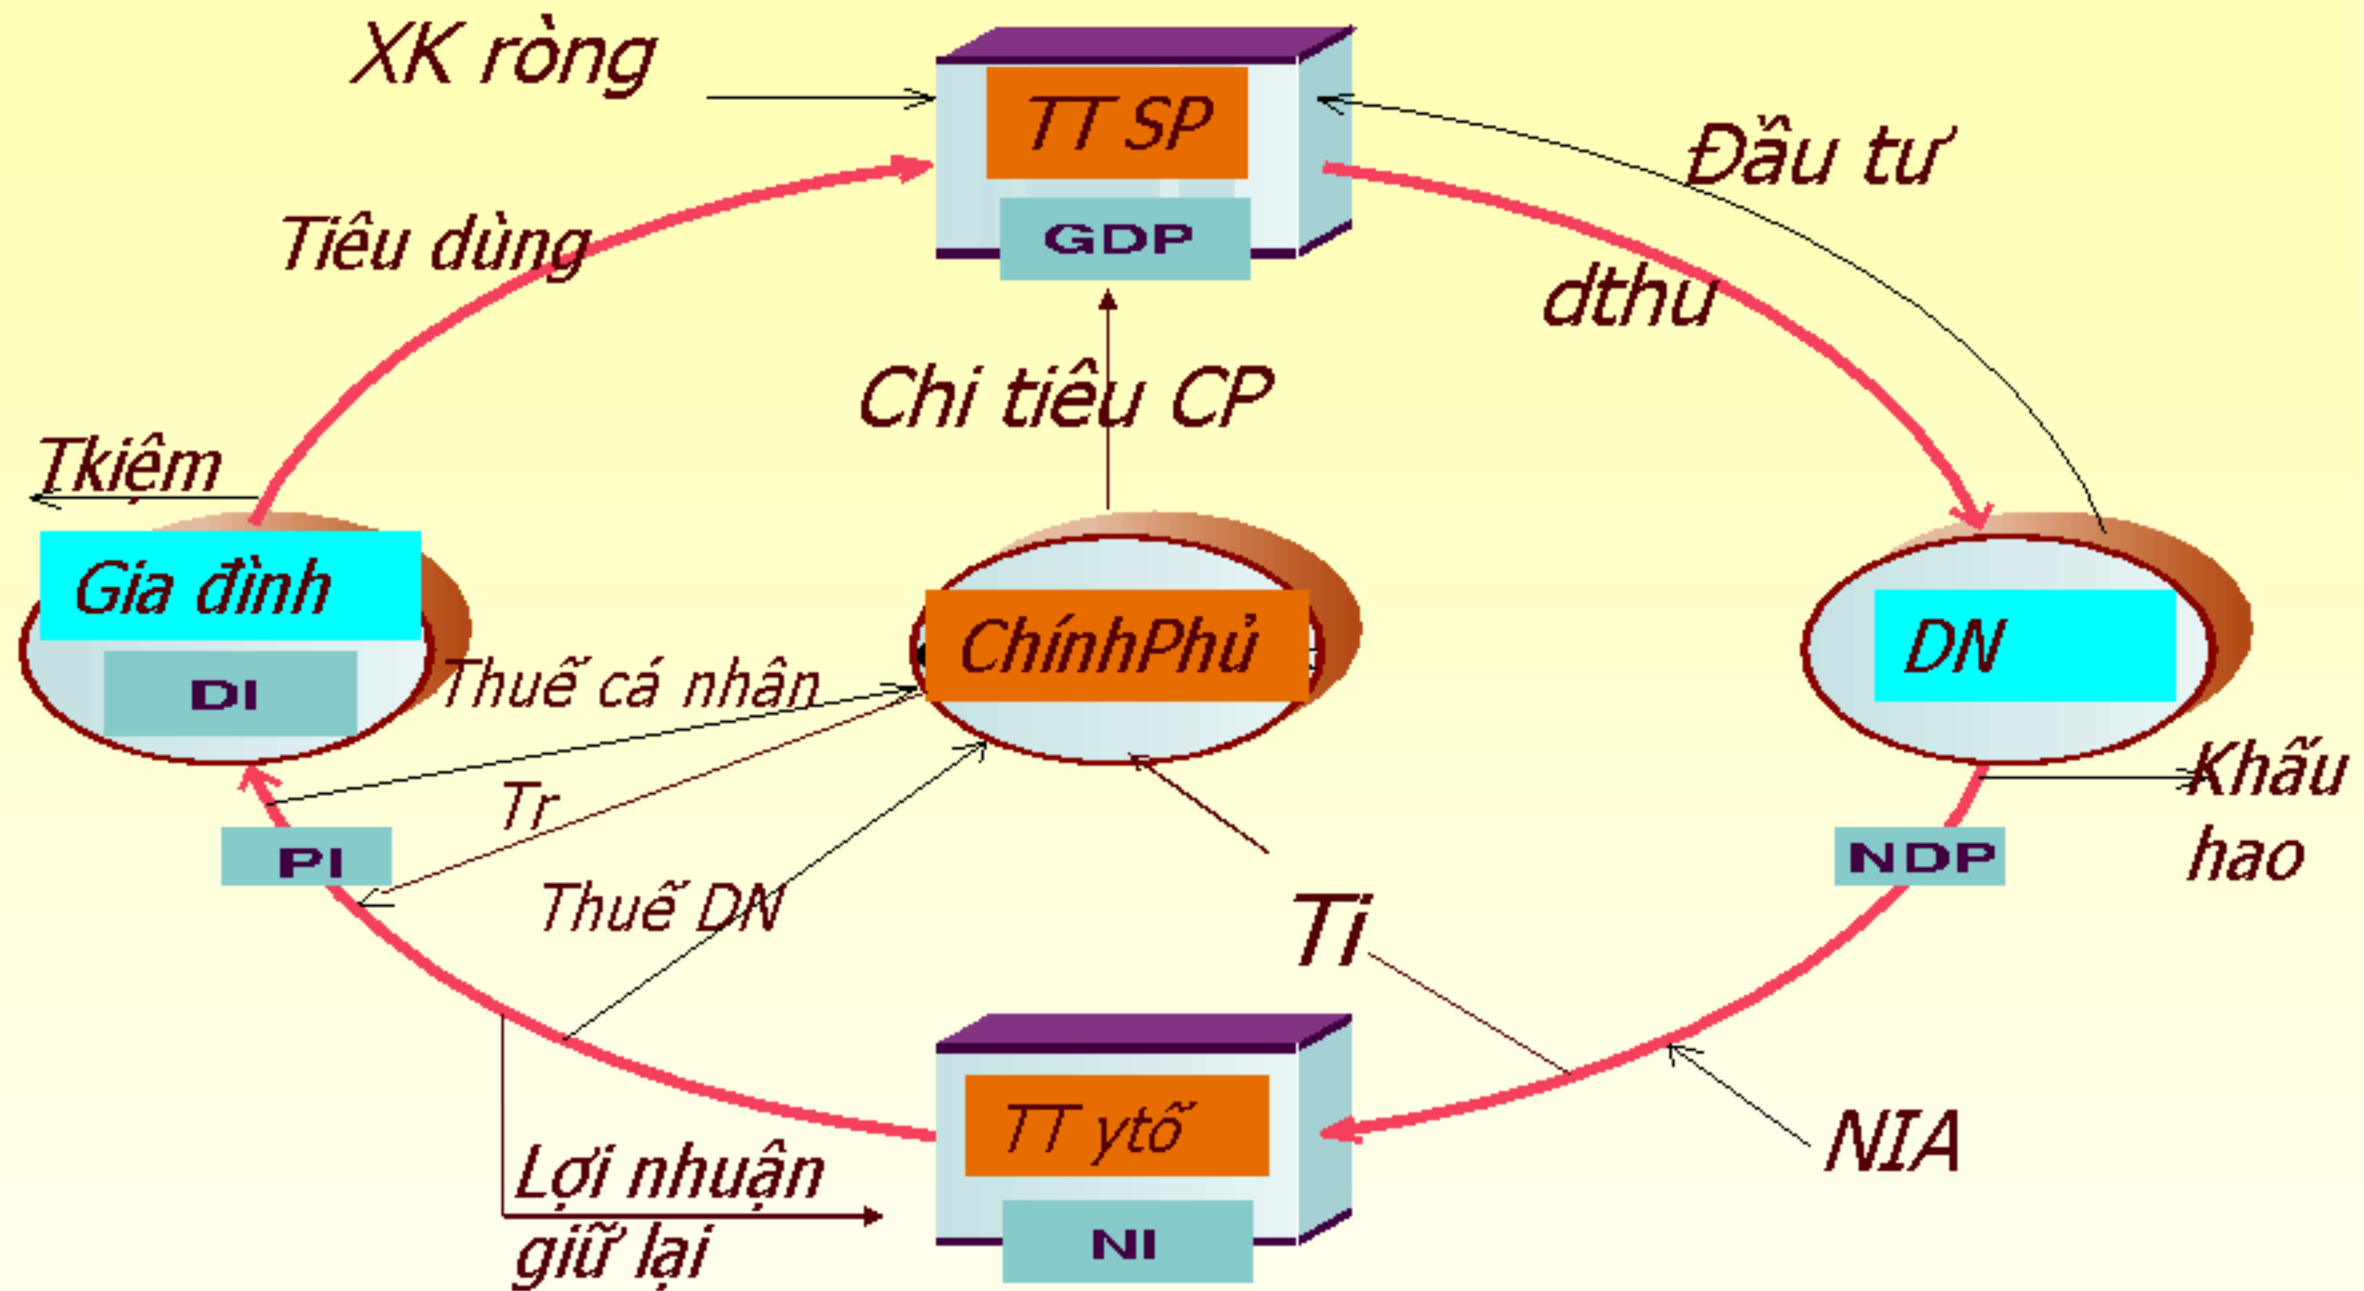 XK ròng
TT SP
Đầu tư
GDP
Tiêu dùng
dthu
Chi tiêu CP
Tkiệm
Gia đình
ChínhPhủ
DN
DI
Thuế cá nhân
Khấu
hao
Tr
PI
NDP
Thuế DN
Ti
TT ytố
NIA
Lợi nhuận
giữ lại
NI